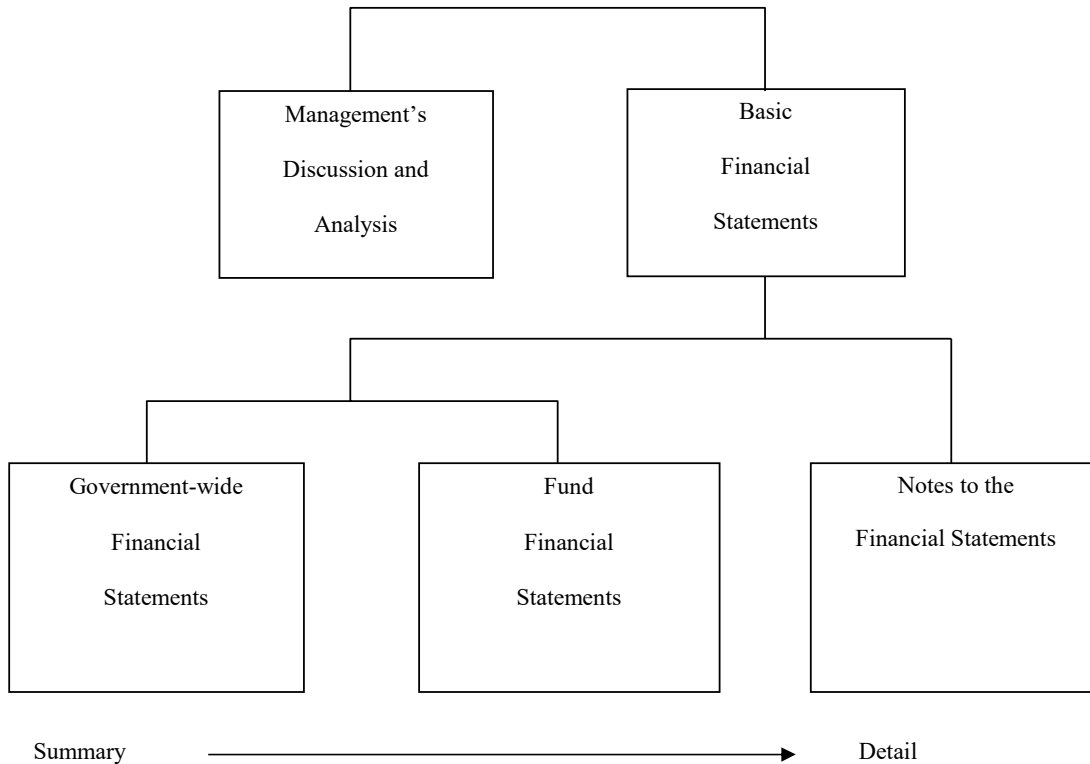 Management’s
Discussion and
Analysis
Basic
Financial
Statements
Government-wide
Financial
Statements
Fund
Financial
Statements
Notes to the
Financial Statements
Summary
Detail